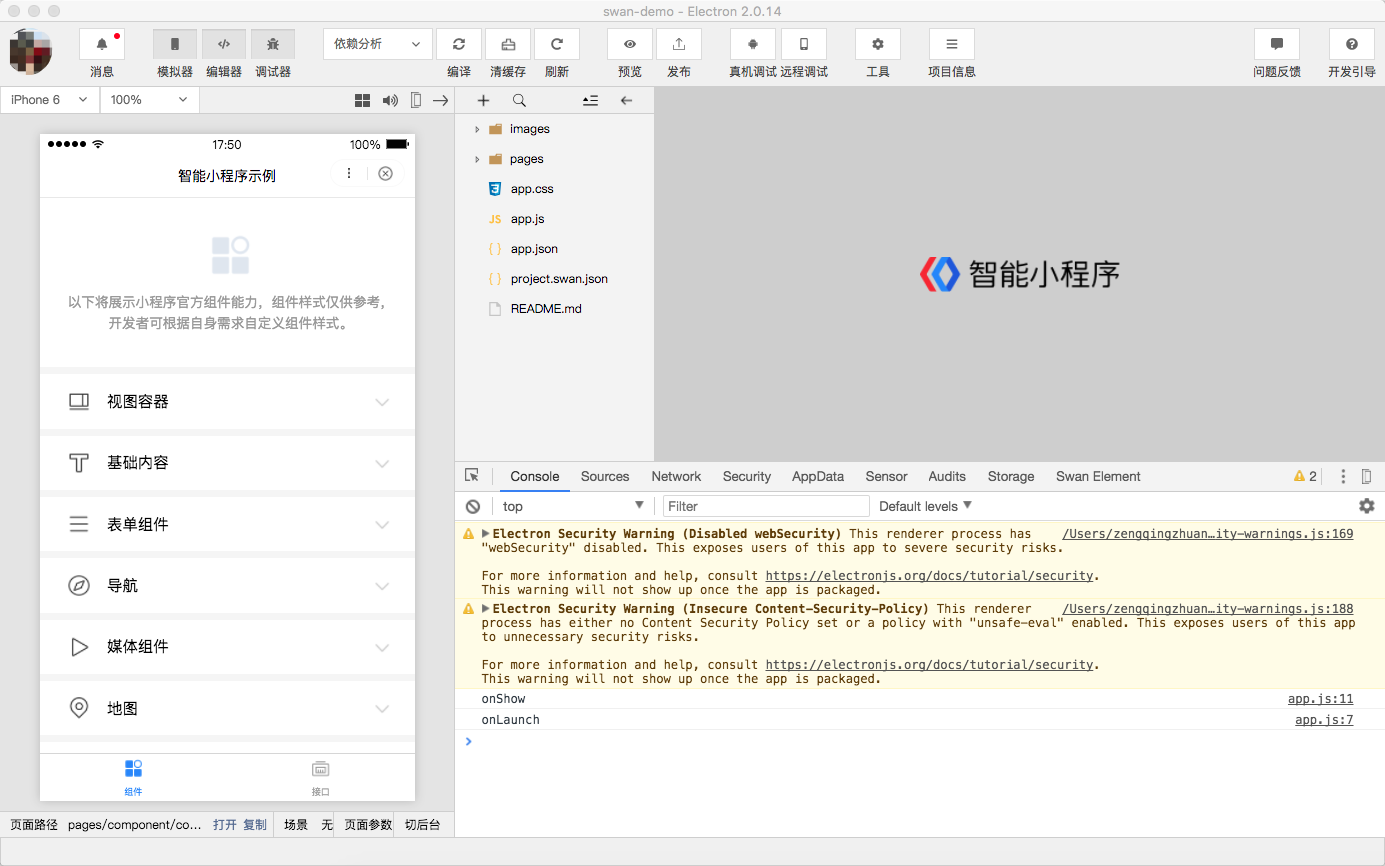 swan-demo - Electron 2.0.14
消息 模拟器 编辑器 调试器 依赖分析 编译 清缓存 刷新 预览 发布 真机调试 远程调试 工具 项目信息 问题反馈 开发引导
iPhone 6 100%
17:50 100%
智能小程序示例
以下将展示小程序官方组件能力，组件样式仅供参考，
开发者可根据自身需求自定义组件样式。
视图容器
基础内容
表单组件
导航
媒体组件
地图
组件 接口
页面路径 pages/component/co... 打开 复制 场景 无 页面参数 切后台
images
pages
app.css
JS app.js
{ } app.json
{ } project.swan.json
README.md
智能小程序
Console Sources Network Security AppData Sensor Audits Storage Swan Element 2
top Filter Default levels
Electron Security Warning (Disabled webSecurity) This renderer process has /Users/zengqingzhuan…ity-warnings.js:169
"webSecurity" disabled. This exposes users of this app to severe security risks.
For more information and help, consult https://electronjs.org/docs/tutorial/security.
This warning will not show up once the app is packaged.
Electron Security Warning (Insecure Content-Security-Policy) This renderer /Users/zengqingzhuan…ity-warnings.js:188
process has either no Content Security Policy set or a policy with "unsafe-eval" enabled. This exposes users of this app
to unnecessary security risks.
For more information and help, consult https://electronjs.org/docs/tutorial/security.
This warning will not show up once the app is packaged.
onShow app.js:11
onLaunch app.js:7